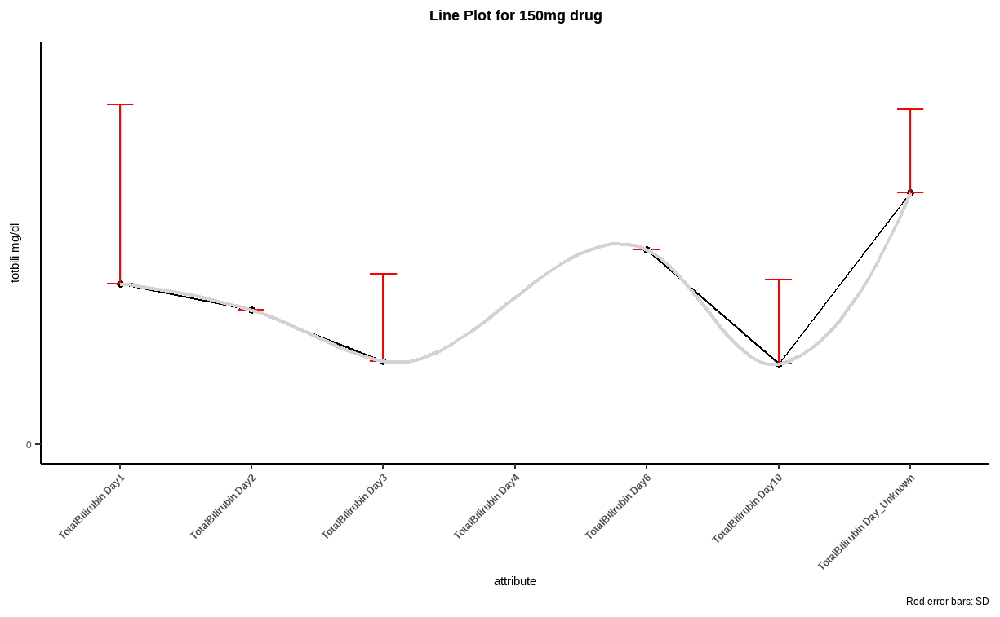 Line Plot for 150mg drug
totbili mg/dl
0
TotalBilirubin Day1
TotalBilirubin Day2
TotalBilirubin Day3
TotalBilirubin Day4
TotalBilirubin Day6
TotalBilirubin Day10
TotalBilirubin Day_Unknown
attribute
Red error bars: SD